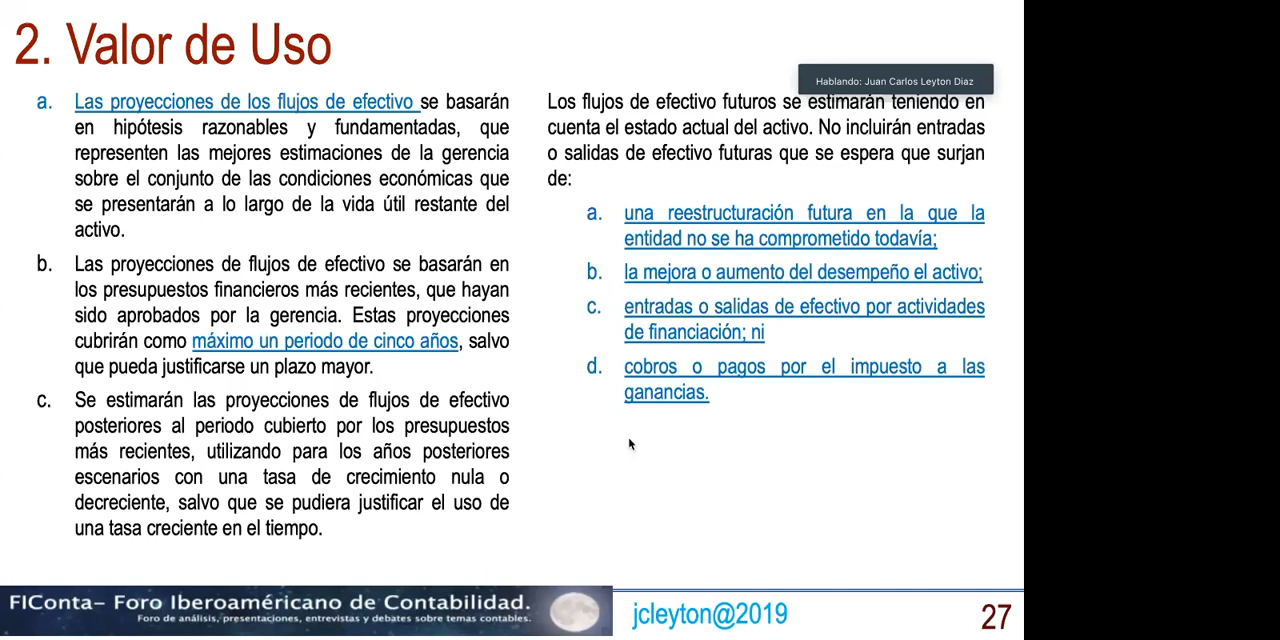 2. Valor de Uso
Hablando: Juan Carlos Leyton Diaz
a. Las proyecciones de los flujos de efectivo se basarán
en hipótesis razonables y fundamentadas, que
representen las mejores estimaciones de la gerencia
sobre el conjunto de las condiciones económicas que
se presentarán a lo largo de la vida útil restante del
activo.
b. Las proyecciones de flujos de efectivo se basarán en
los presupuestos financieros más recientes, que hayan
sido aprobados por la gerencia. Estas proyecciones
cubrirán como máximo un periodo de cinco años, salvo
que pueda justificarse un plazo mayor.
c. Se estimarán las proyecciones de flujos de efectivo
posteriores al periodo cubierto por los presupuestos
más recientes, utilizando para los años posteriores
escenarios con una tasa de crecimiento nula o
decreciente, salvo que se pudiera justificar el uso de
una tasa creciente en el tiempo.
Los flujos de efectivo futuros se estimarán teniendo en
cuenta el estado actual del activo. No incluirán entradas
o salidas de efectivo futuras que se espera que surjan
de:
a. una reestructuración futura en la que la
entidad no se ha comprometido todavía;
b. la mejora o aumento del desempeño el activo;
c. entradas o salidas de efectivo por actividades
de financiación; ni
d. cobros o pagos por el impuesto a las
ganancias.
FIConta– Foro Iberoaméricano de Contabilidad.
Foro de análisis, presentaciones, entrevistas y debates sobre temas contables.
jcleyton@2019
27